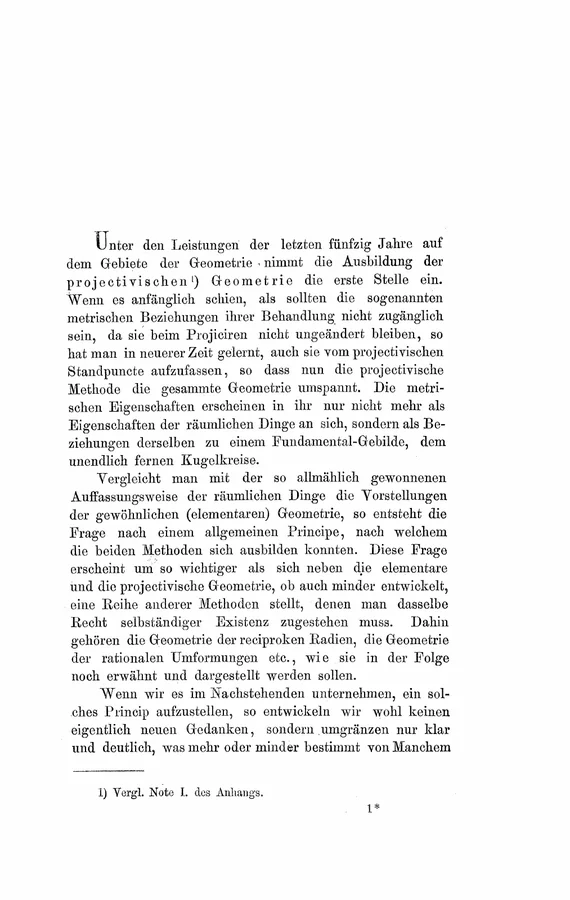 Unter den Leistungen der letzten fünfzig Jahre auf
dem Gebiete der Geometrie nimmt die Ausbildung der
projectivischen¹) Geometrie die erste Stelle ein.
Wenn es anfänglich schien, als sollten die sogenannten
metrischen Beziehungen ihrer Behandlung nicht zugänglich
sein, da sie beim Projiciren nicht ungeändert bleiben, so
hat man in neuerer Zeit gelernt, auch sie vom projectivischen
Standpuncte aufzufassen, so dass nun die projectivische
Methode die gesammte Geometrie umspannt. Die metri-
schen Eigenschaften erscheinen in ihr nur nicht mehr als
Eigenschaften der räumlichen Dinge an sich, sondern als Be-
ziehungen derselben zu einem Fundamental-Gebilde, dem
unendlich fernen Kugelkreise.
Vergleicht man mit der so allmählich gewonnenen
Auffassungsweise der räumlichen Dinge die Vorstellungen
der gewöhnlichen (elementaren) Geometrie, so entsteht die
Frage nach einem allgemeinen Principe, nach welchem
die beiden Methoden sich ausbilden konnten. Diese Frage
erscheint um so wichtiger als sich neben die elementare
und die projectivische Geometrie, ob auch minder entwickelt,
eine Reihe anderer Methoden stellt, denen man dasselbe
Recht selbständiger Existenz zugestehen muss. Dahin
gehören die Geometrie der reciproken Radien, die Geometrie
der rationalen Umformungen etc., wie sie in der Folge
noch erwähnt und dargestellt werden sollen.
Wenn wir es im Nachstehenden unternehmen, ein sol-
ches Princip aufzustellen, so entwickeln wir wohl keinen
eigentlich neuen Gedanken, sondern umgränzen nur klar
und deutlich, was mehr oder minder bestimmt von Manchem
1) Vergl. Note I. des Anhangs.
1*